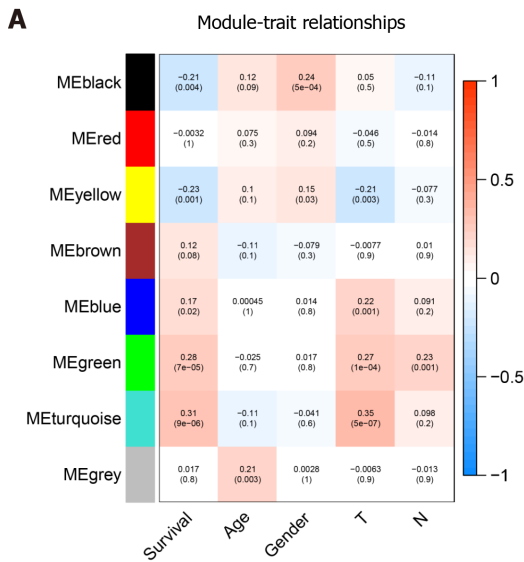 A
Module-trait relationships
MEblack −0.21 0.12 0.24 0.05 −0.11
(0.004) (0.09) (5e−04) (0.5) (0.1)
MEred −0.0032 0.075 0.094 −0.046 −0.014
(1) (0.3) (0.2) (0.5) (0.8)
MEyellow −0.23 0.1 0.15 −0.21 −0.077
(0.001) (0.1) (0.03) (0.003) (0.3)
MEbrown 0.12 −0.11 −0.079 −0.0077 0.01
(0.08) (0.1) (0.3) (0.9) (0.9)
MEblue 0.17 0.00045 0.014 0.22 0.091
(0.02) (1) (0.8) (0.001) (0.2)
MEgreen 0.28 −0.025 0.017 0.27 0.23
(7e−05) (0.7) (0.8) (1e−04) (0.001)
MEturquoise 0.31 −0.11 −0.041 0.35 0.098
(9e−06) (0.1) (0.6) (5e−07) (0.2)
MEgrey 0.017 0.21 0.0028 −0.0063 −0.013
(0.8) (0.003) (1) (0.9) (0.9)
Survival Age Gender T N
1
0.5
0
−0.5
−1